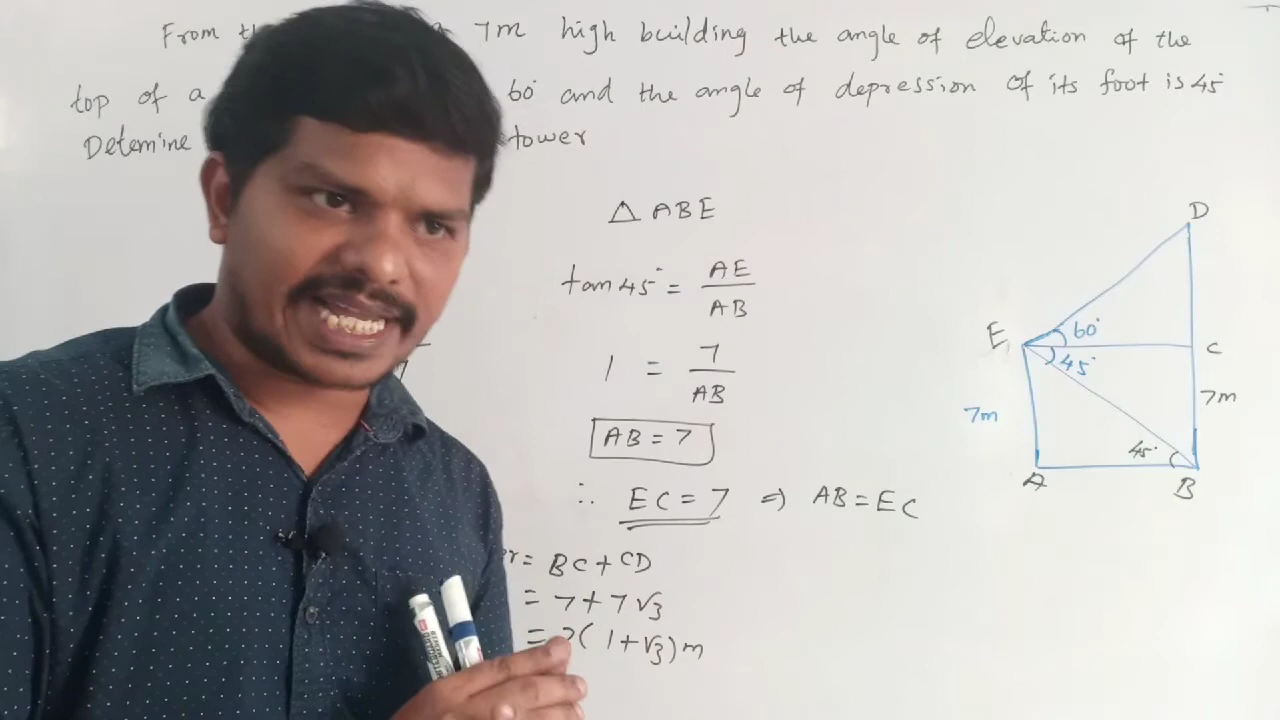 From 7m high building the angle of elevation of the
top of a 60° and the angle of depression of its foot is 45°
Detemine tower
△ ABE
tan 45° = AE / AB
1 = 7 / AB
AB = 7
∴ EC = 7 ⇒ AB = EC
= BC + CD
= 7 + 7√3
= 7( 1 + √3) m
D
E
60°
C
45°
7m
7m
45°
A
B
7